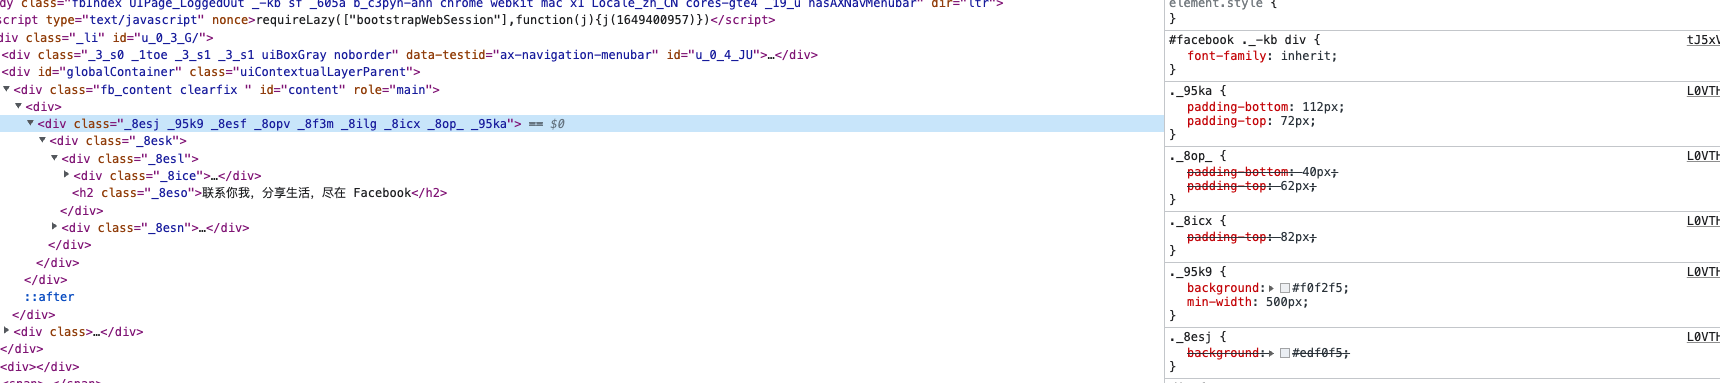 dy class="fbIndex UIPage_LoggedOut _-kb sf _605a b_c3pyn-ahh chrome webkit mac x1 Locale_zh_CN cores-gte4 _19_u hasAXNavMenubar" dir="ltr">
script type="text/javascript" nonce>requireLazy(["bootstrapWebSession"],function(j){j(1649400957)})</script>
div class="_li" id="u_0_3_G/">
<div class="_3_s0 _1toe _3_s1 _3_s1 uiBoxGray noborder" data-testid="ax-navigation-menubar" id="u_0_4_JU">…</div>
<div id="globalContainer" class="uiContextualLayerParent">
<div class="fb_content clearfix " id="content" role="main">
<div>
<div class="_8esj _95k9 _8esf _8opv _8f3m _8ilg _8icx _8op_ _95ka"> == $0
<div class="_8esk">
<div class="_8esl">
<div class="_8ice">…</div>
<h2 class="_8eso">联系你我，分享生活，尽在 Facebook</h2>
</div>
<div class="_8esn">…</div>
</div>
</div>
</div>
::after
</div>
<div class>…</div>
</div>
<div></div>
element.style {
}
#facebook ._-kb div { tJ5xV
font-family: inherit;
}
._95ka { L0VTH
padding-bottom: 112px;
padding-top: 72px;
}
._8op_ { L0VTH
padding-bottom: 40px;
padding-top: 62px;
}
._8icx { L0VTH
padding-top: 82px;
}
._95k9 { L0VTH
background: #f0f2f5;
min-width: 500px;
}
._8esj { L0VTH
background: #edf0f5;
}